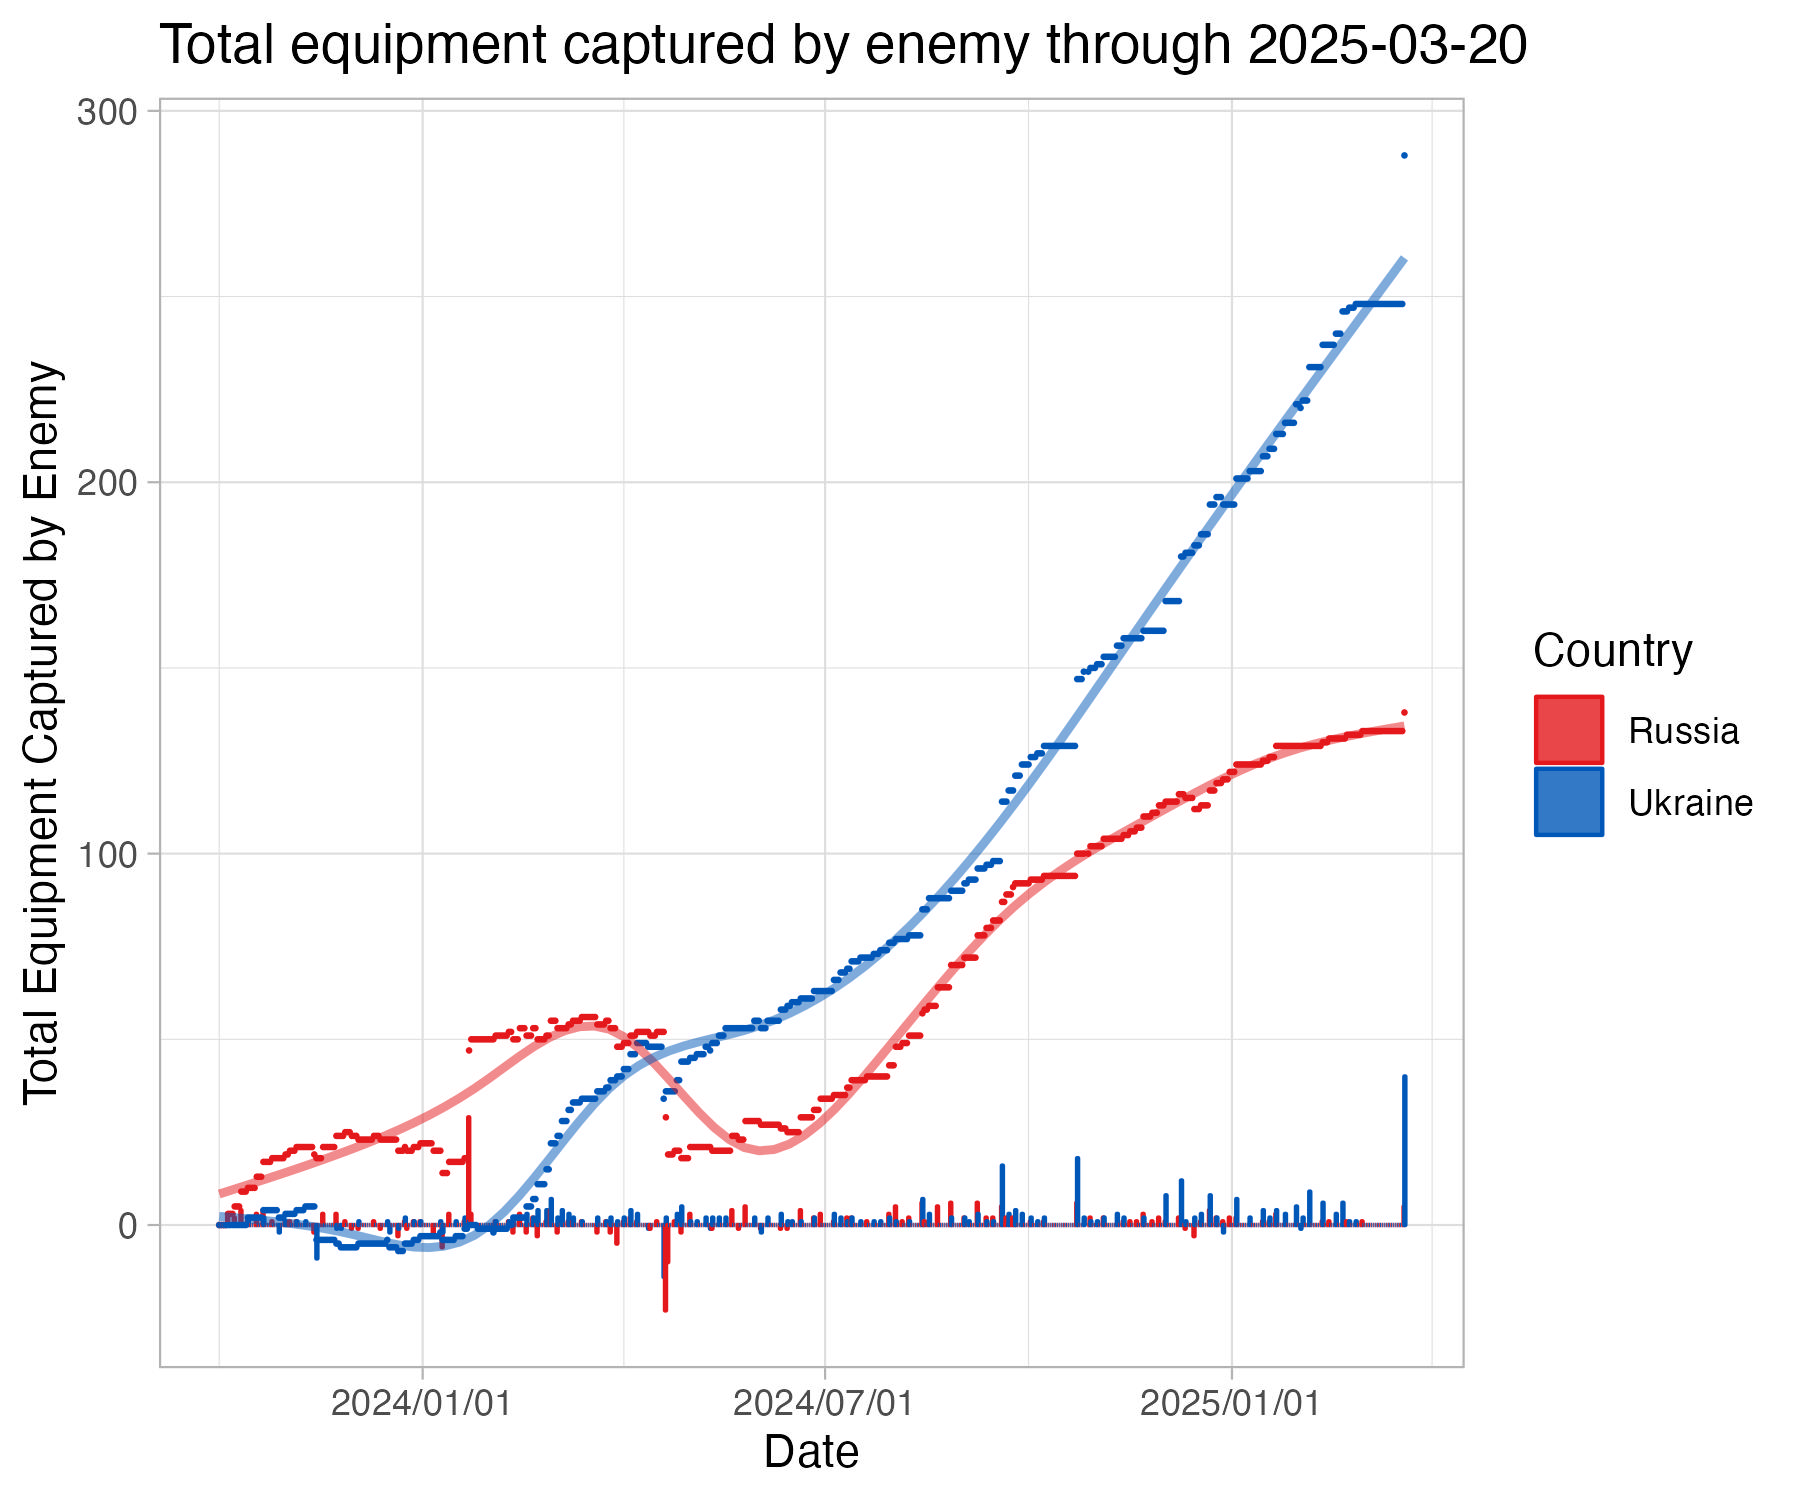 Total equipment captured by enemy through 2025-03-20
Total Equipment Captured by Enemy
300
200
100
0
2024/01/01
2024/07/01
2025/01/01
Date
Country
Russia
Ukraine